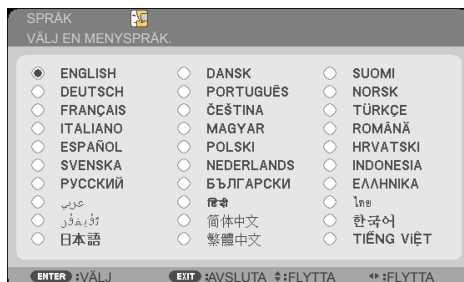 SPRÅK
VÄLJ EN MENYSPRÅK.
ENGLISH DANSK SUOMI
DEUTSCH PORTUGUÊS NORSK
FRANÇAIS ČEŠTINA TÜRKÇE
ITALIANO MAGYAR ROMÂNĂ
ESPAÑOL POLSKI HRVATSKI
SVENSKA NEDERLANDS INDONESIA
РУССКИЙ БЪЛГАРСКИ ΕΛΛΗΝΙΚΑ
عربي हिंदी ไทย
ئۇيغۇر 简体中文 한국어
日本語 繁體中文 TIẾNG VIỆT
ENTER :VÄLJ EXIT :AVSLUTA :FLYTTA :FLYTTA